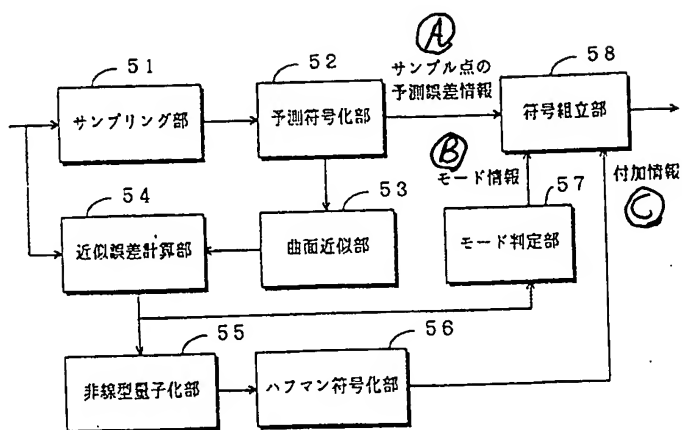 51
サンプリング部
52
予測符号化部
Ⓐ
サンプル点の
予測誤差情報
58
符号組立部
54
近似誤差計算部
53
曲面近似部
Ⓑ
モード情報
57
モード判定部
付加情報
Ⓒ
55
非線型量子化部
56
ハフマン符号化部